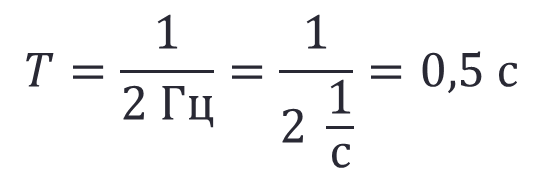 T = 1 / 2 Гц = 1 / 2 1/с = 0,5 с